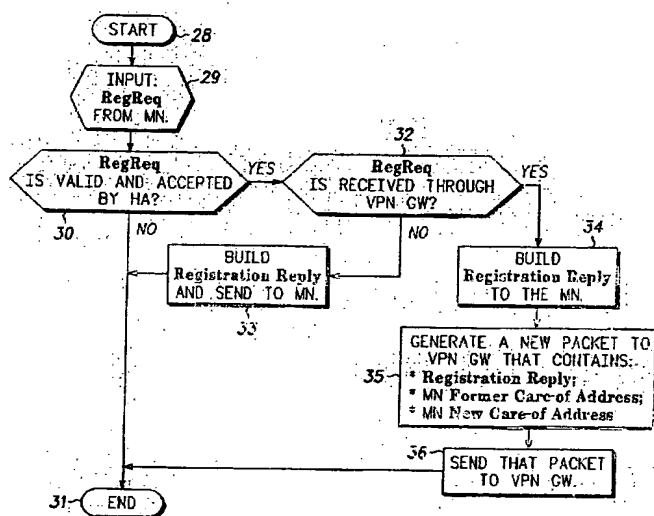 START
28
INPUT:
RegReq
FROM MN.
29
RegReq
IS VALID AND ACCEPTED
BY HA?
30
YES
NO
32
RegReq
IS RECEIVED THROUGH
VPN GW?
YES
NO
BUILD
Registration Reply
AND SEND TO MN.
33
34
BUILD
Registration Reply
TO THE MN.
35
GENERATE A NEW PACKET TO
VPN GW THAT CONTAINS:
* Registration Reply;
* MN Former Care-of Address;
* MN New Care-of Address
36
SEND THAT PACKET
TO VPN GW.
31
END